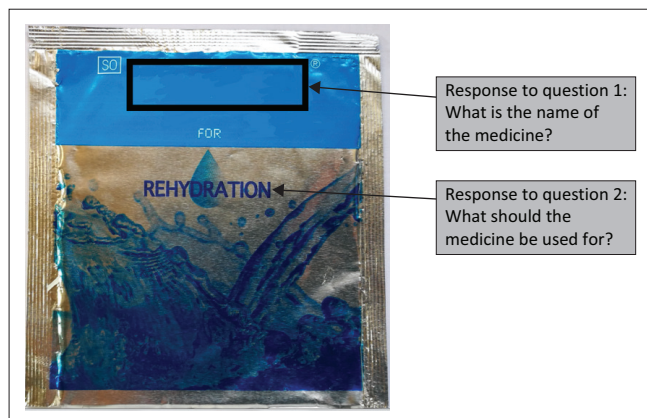 SO ®
FOR
REHYDRATION
Response to question 1:
What is the name of
the medicine?
Response to question 2:
What should the
medicine be used for?